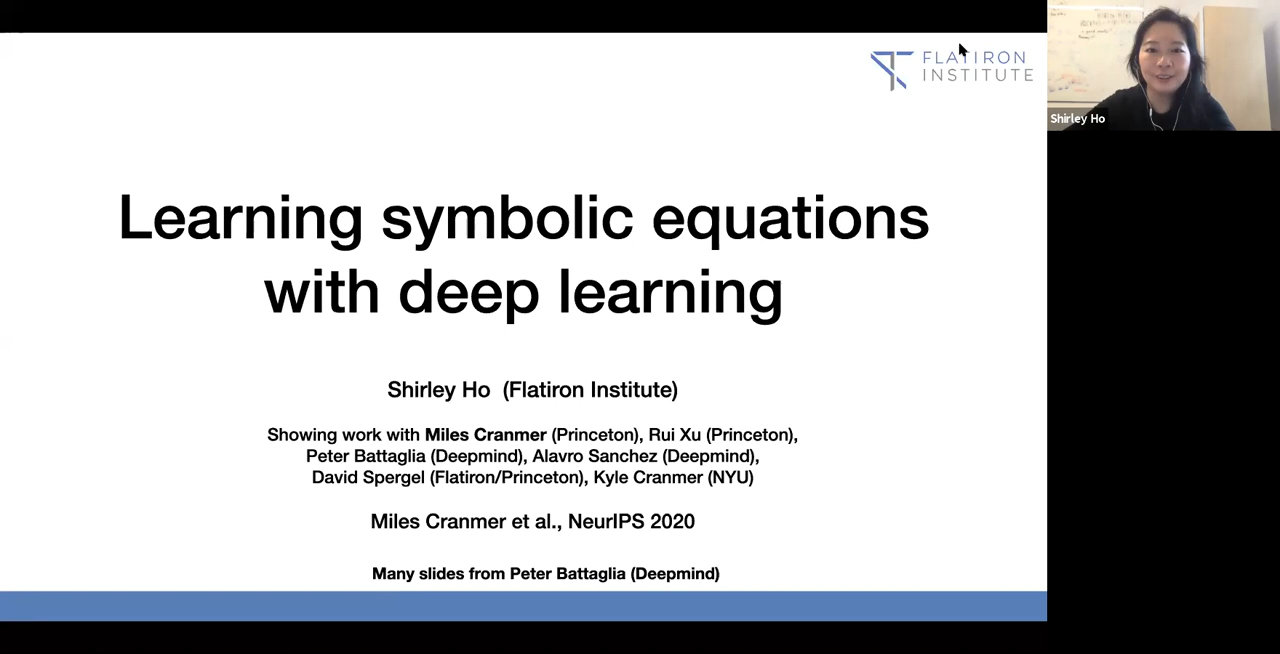 FLATIRON
INSTITUTE
Shirley Ho
Learning symbolic equations
with deep learning
Shirley Ho (Flatiron Institute)
Showing work with Miles Cranmer (Princeton), Rui Xu (Princeton),
Peter Battaglia (Deepmind), Alavro Sanchez (Deepmind),
David Spergel (Flatiron/Princeton), Kyle Cranmer (NYU)
Miles Cranmer et al., NeurIPS 2020
Many slides from Peter Battaglia (Deepmind)